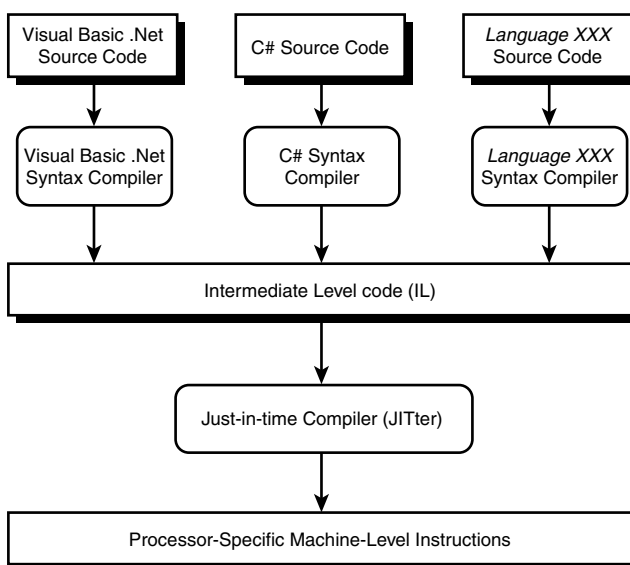 Visual Basic .Net
Source Code
C# Source Code
Language XXX
Source Code
Visual Basic .Net
Syntax Compiler
C# Syntax
Compiler
Language XXX
Syntax Compiler
Intermediate Level code (IL)
Just-in-time Compiler (JITter)
Processor-Specific Machine-Level Instructions